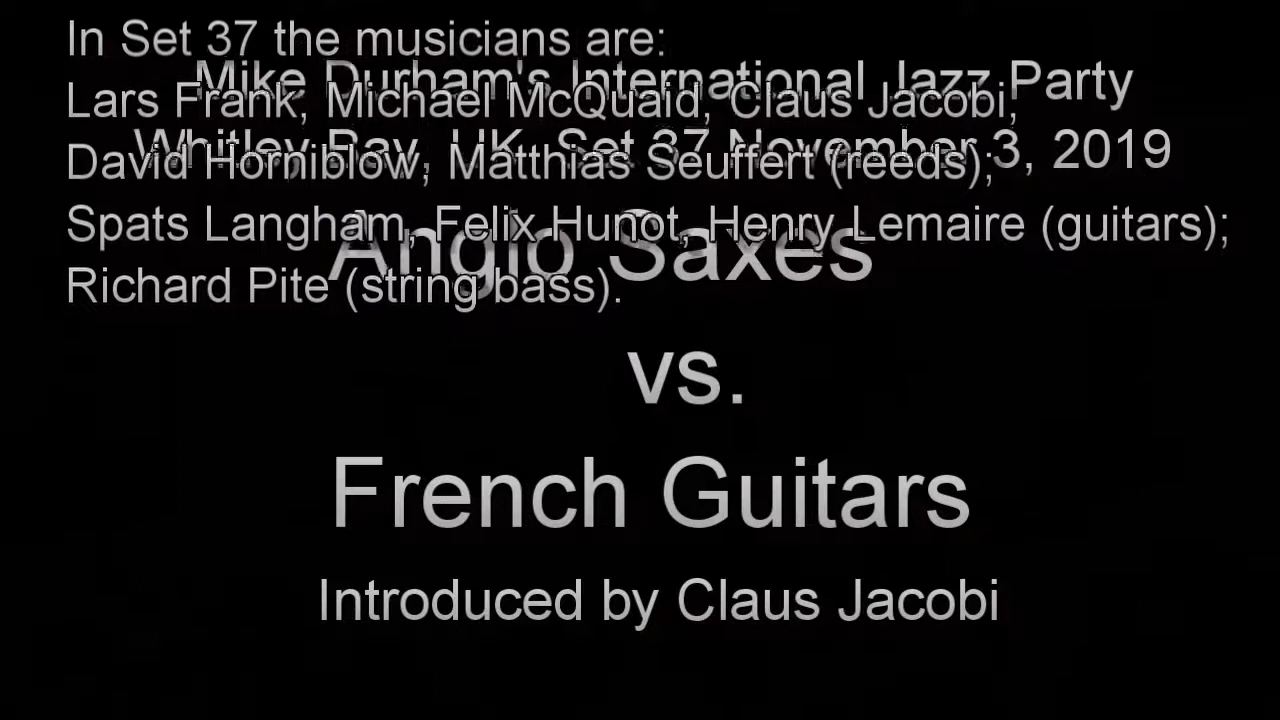 In Set 37 the musicians are:
Mike Durham's International Jazz Party
Lars Frank, Michael McQuaid, Claus Jacobi,
Whitley Bay, UK. Set 37 November 3, 2019
David Horniblow, Matthias Seuffert (reeds);
Spats Langham, Felix Hunot, Henry Lemaire (guitars);
Anglo Saxes
Richard Pite (string bass).
vs.
French Guitars
Introduced by Claus Jacobi